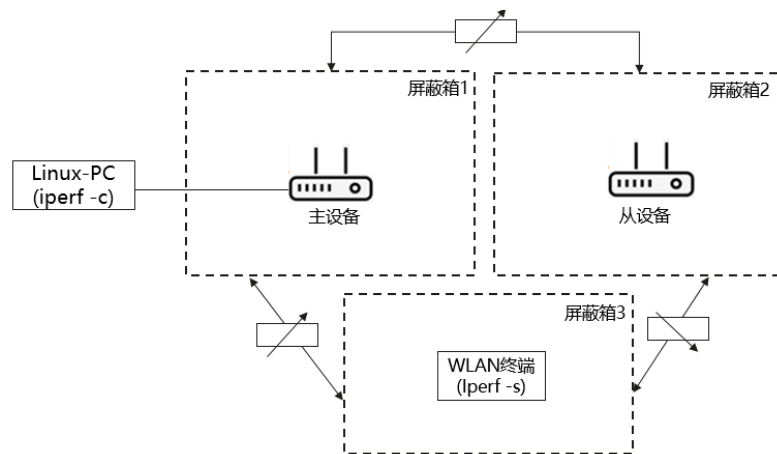 屏蔽箱1
屏蔽箱2
Linux-PC
(iperf -c)
主设备
从设备
屏蔽箱3
WLAN终端
(Iperf -s)